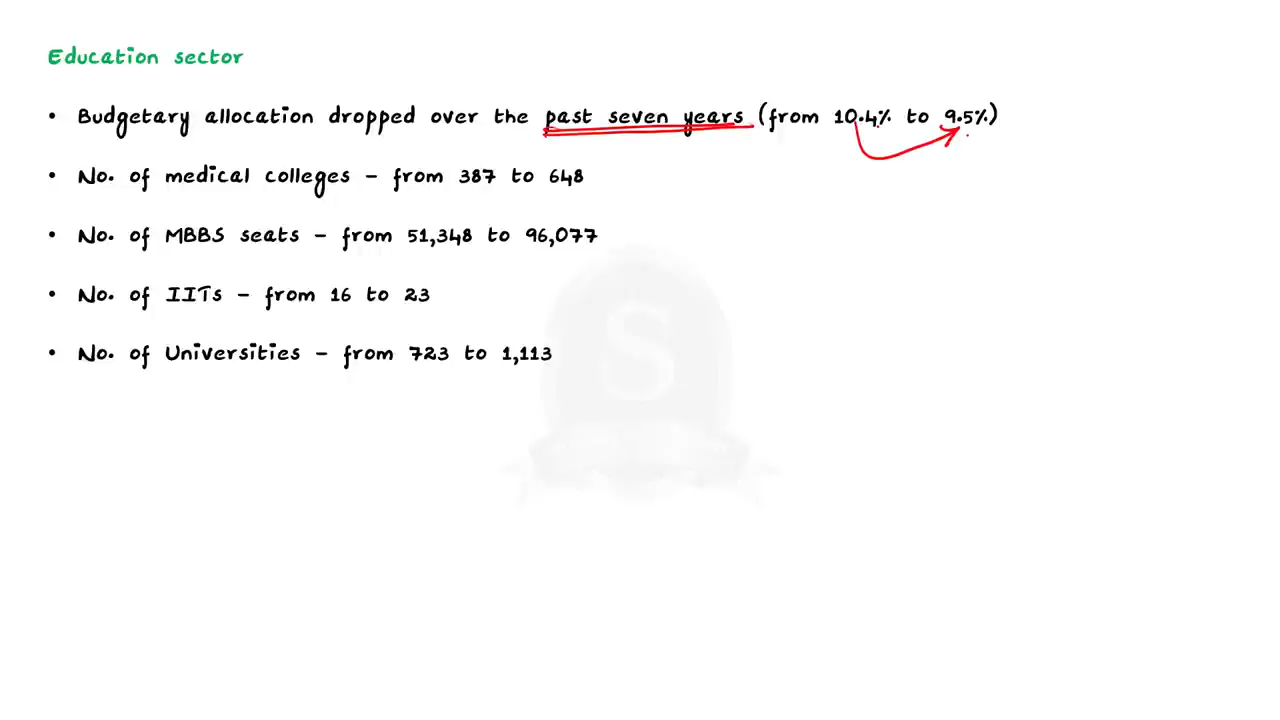 Education sector
• Budgetary allocation dropped over the past seven years (from 10.4% to 9.5%)
• No. of medical colleges – from 387 to 648
• No. of MBBS seats – from 51,348 to 96,077
• No. of IITs – from 16 to 23
• No. of Universities – from 723 to 1,113
S